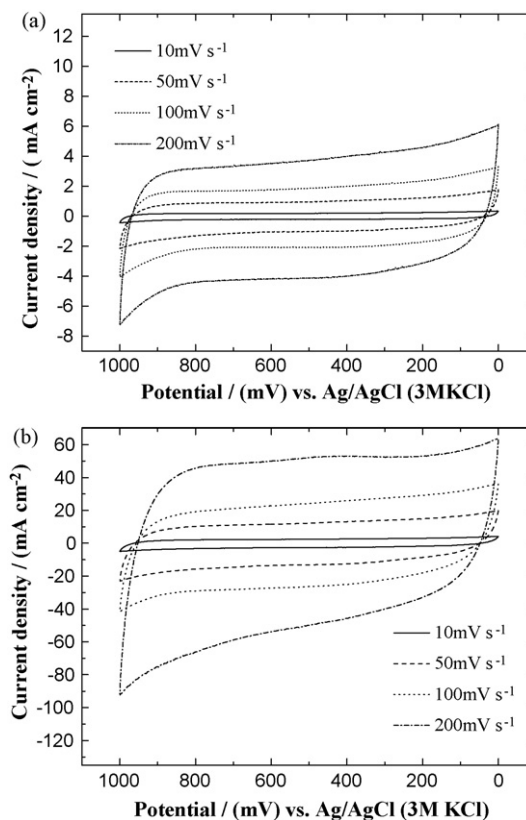 (a)
10mV s⁻¹
50mV s⁻¹
100mV s⁻¹
200mV s⁻¹
Current density / ( mA cm⁻²)
12
10
8
6
4
2
0
-2
-4
-6
-8
1000 800 600 400 200 0
Potential / (mV) vs. Ag/AgCl (3MKCl)
(b)
Current density / (mA cm⁻²)
60
40
20
0
-20
-40
-60
-80
-100
-120
10mV s⁻¹
50mV s⁻¹
100mV s⁻¹
200mV s⁻¹
1000 800 600 400 200 0
Potential / (mV) vs. Ag/AgCl (3M KCl)